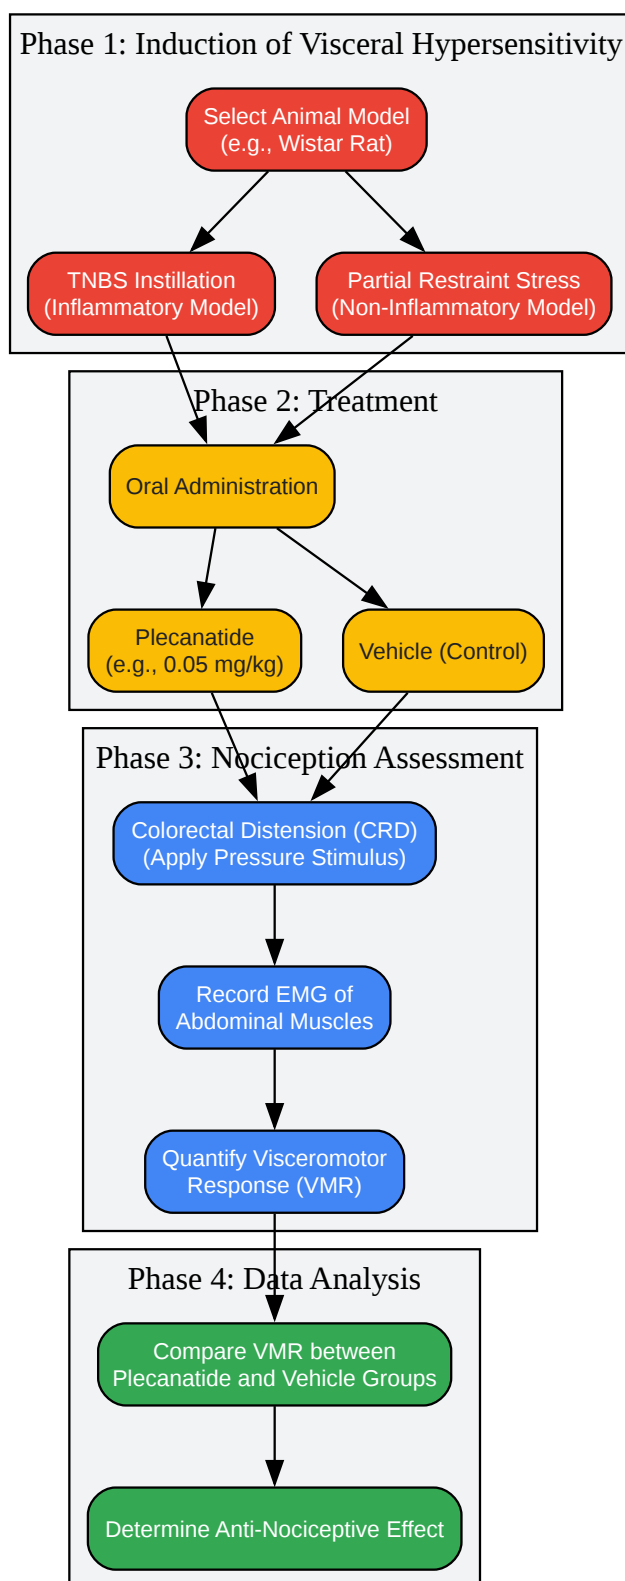 Phase 1: Induction of Visceral Hypersensitivity
Select Animal Model
(e.g., Wistar Rat)
TNBS Instillation
(Inflammatory Model)
Partial Restraint Stress
(Non-Inflammatory Model)
Phase 2: Treatment
Oral Administration
Plecanatide
(e.g., 0.05 mg/kg)
Vehicle (Control)
Phase 3: Nociception Assessment
Colorectal Distension (CRD)
(Apply Pressure Stimulus)
Record EMG of
Abdominal Muscles
Quantify Visceromotor
Response (VMR)
Phase 4: Data Analysis
Compare VMR between
Plecanatide and Vehicle Groups
Determine Anti-Nociceptive Effect